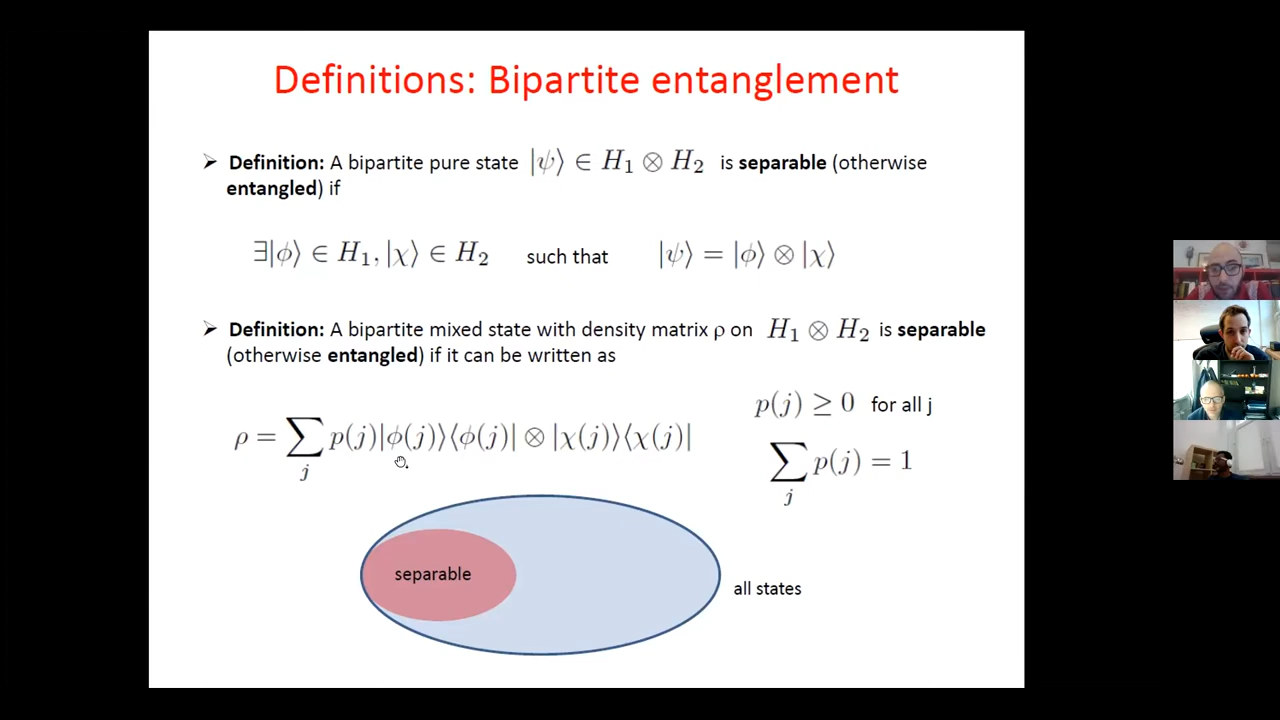 Definitions: Bipartite entanglement
➢ Definition: A bipartite pure state |ψ⟩ ∈ H₁ ⊗ H₂ is separable (otherwise
entangled) if
∃|ϕ⟩ ∈ H₁, |χ⟩ ∈ H₂ such that |ψ⟩ = |ϕ⟩ ⊗ |χ⟩
➢ Definition: A bipartite mixed state with density matrix ρ on H₁ ⊗ H₂ is separable
(otherwise entangled) if it can be written as
p(j) ≥ 0 for all j
ρ = ∑_j p(j)|ϕ(j)⟩⟨ϕ(j)| ⊗ |χ(j)⟩⟨χ(j)|
∑_j p(j) = 1
separable
all states